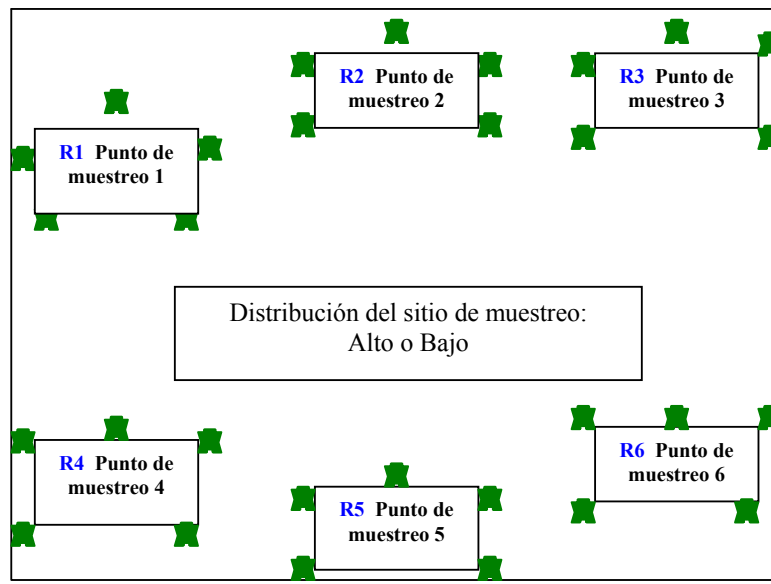 R1 Punto de
muestreo 1
R2 Punto de
muestreo 2
R3 Punto de
muestreo 3
Distribución del sitio de muestreo:
Alto o Bajo
R4 Punto de
muestreo 4
R5 Punto de
muestreo 5
R6 Punto de
muestreo 6